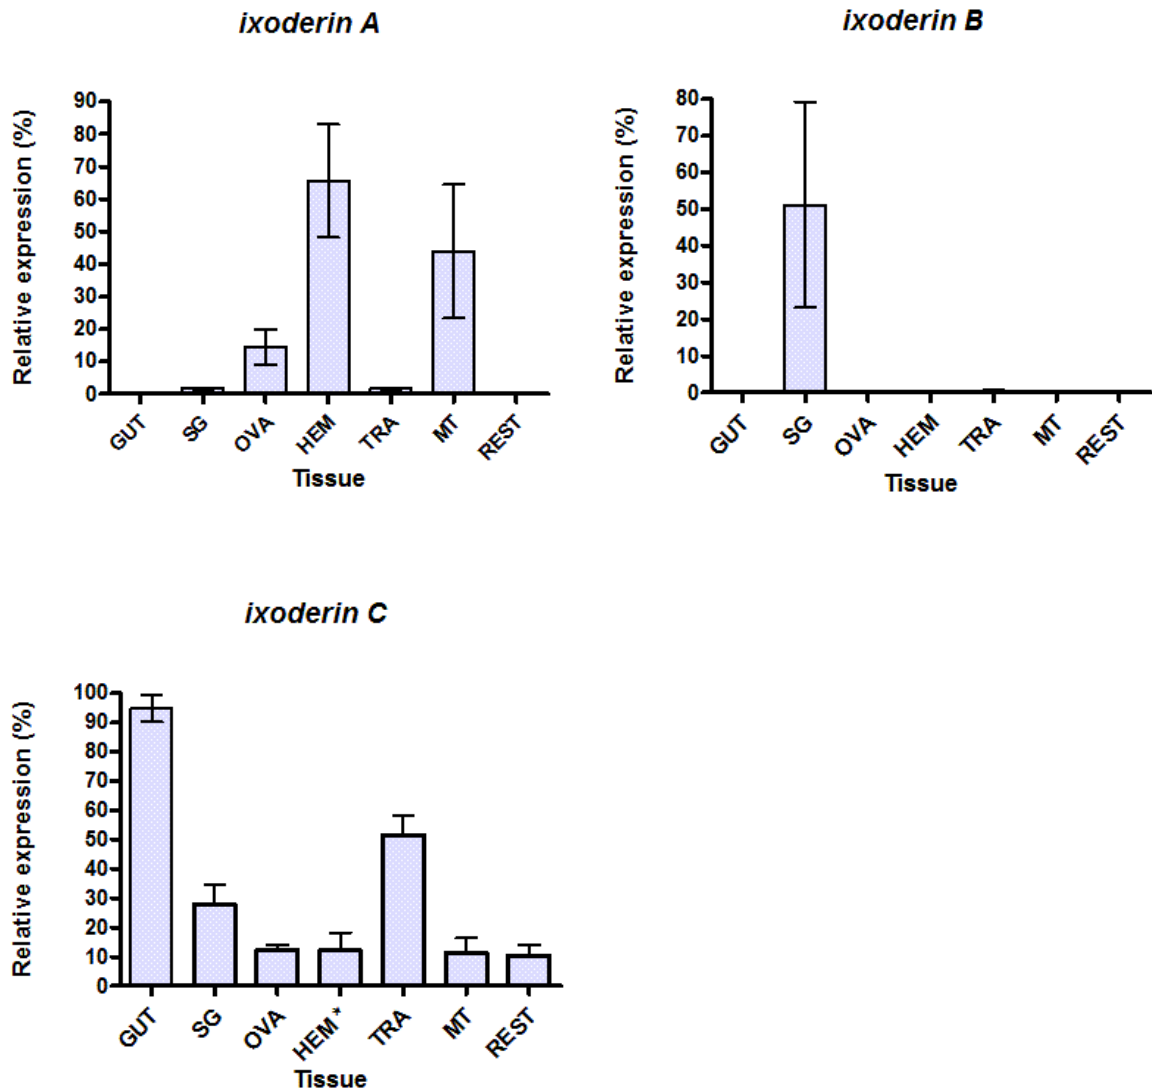 ixoderin A
Relative expression (%)
90
80
70
60
50
40
30
20
10
0
GUT SG OVA HEM TRA MT REST
Tissue
ixoderin B
Relative expression (%)
80
70
60
50
40
30
20
10
0
GUT SG OVA HEM TRA MT REST
Tissue
ixoderin C
Relative expression (%)
100
90
80
70
60
50
40
30
20
10
0
GUT SG OVA HEM* TRA MT REST
Tissue